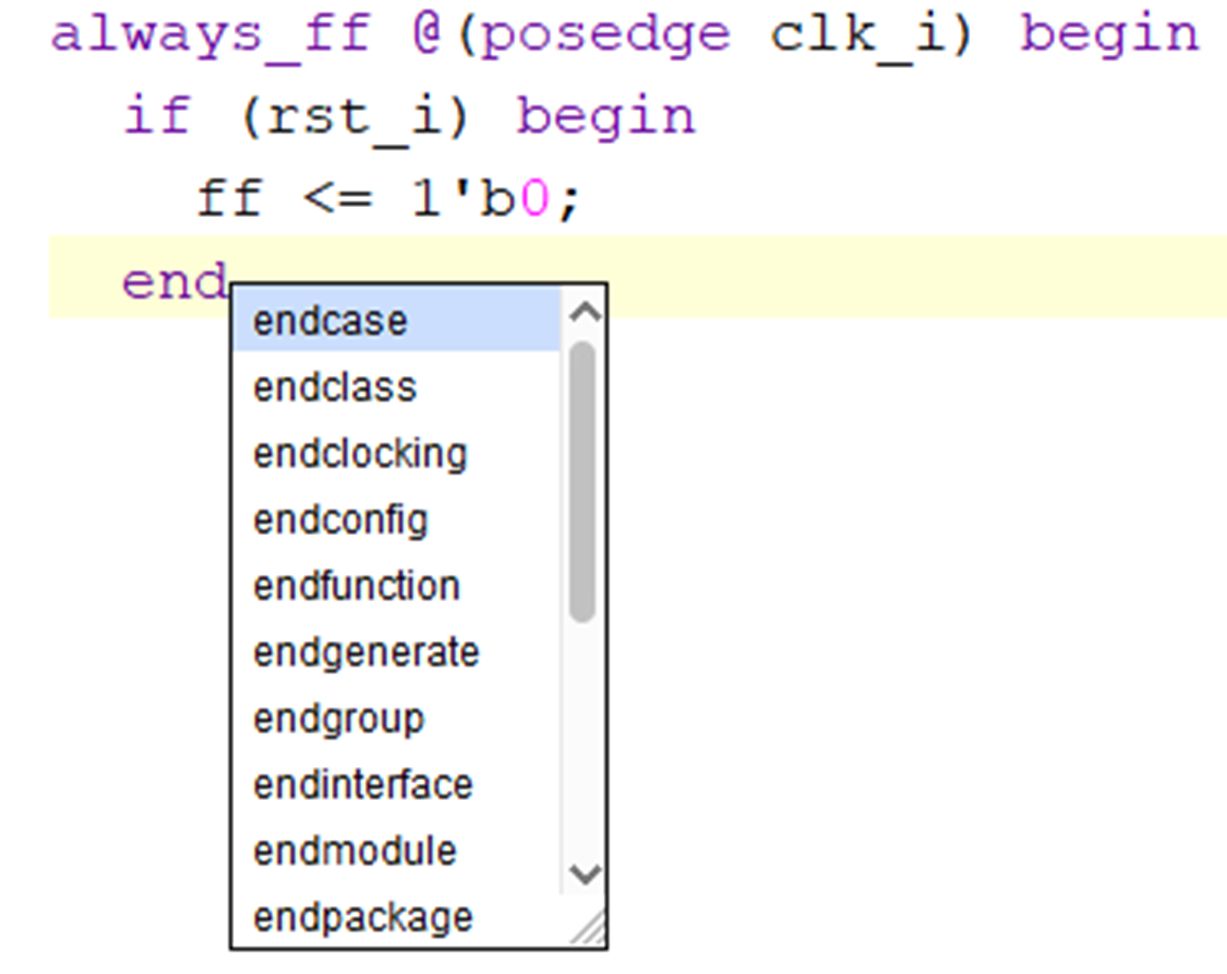 always_ff @(posedge clk_i) begin
if (rst_i) begin
ff <= 1'b0;
end
endcase
endclass
endclocking
endconfig
endfunction
endgenerate
endgroup
endinterface
endmodule
endpackage